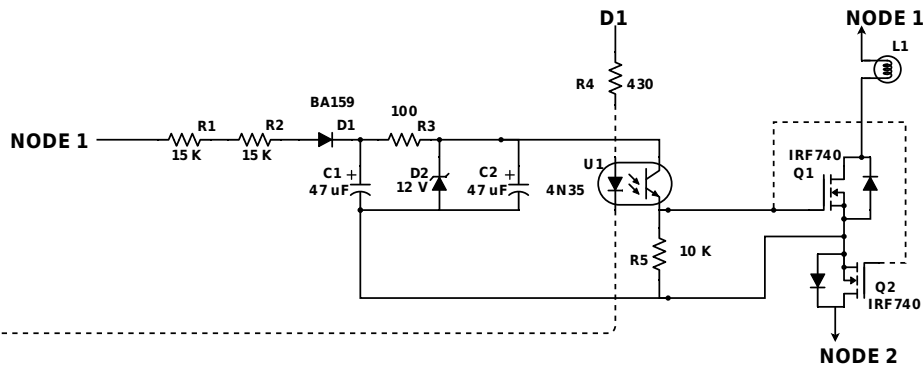 D1
NODE 1
L1
R4
430
BA159
100
NODE 1
R1
R2
D1
R3
15 K
15 K
U1
IRF740
Q1
C1
+
47 uF
D2
12 V
C2
+
47 uF
4N35
R5
10 K
Q2
IRF740
NODE 2